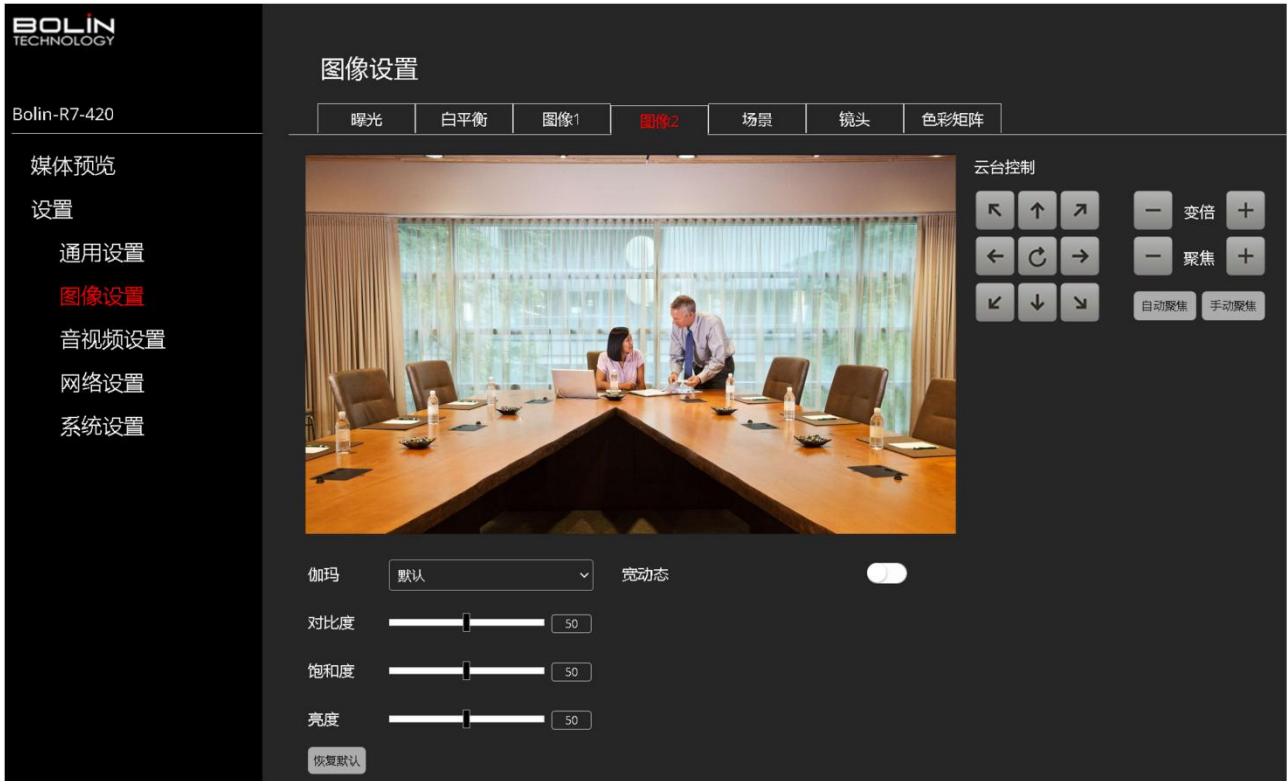 BOLIN
TECHNOLOGY
Bolin-R7-420
媒体预览
设置
通用设置
图像设置
音视频设置
网络设置
系统设置
图像设置
曝光 白平衡 图像1 图像2 场景 镜头 色彩矩阵
云台控制
变倍
聚焦
自动聚焦 手动聚焦
伽玛 默认 宽动态
对比度 50
饱和度 50
亮度 50
恢复默认